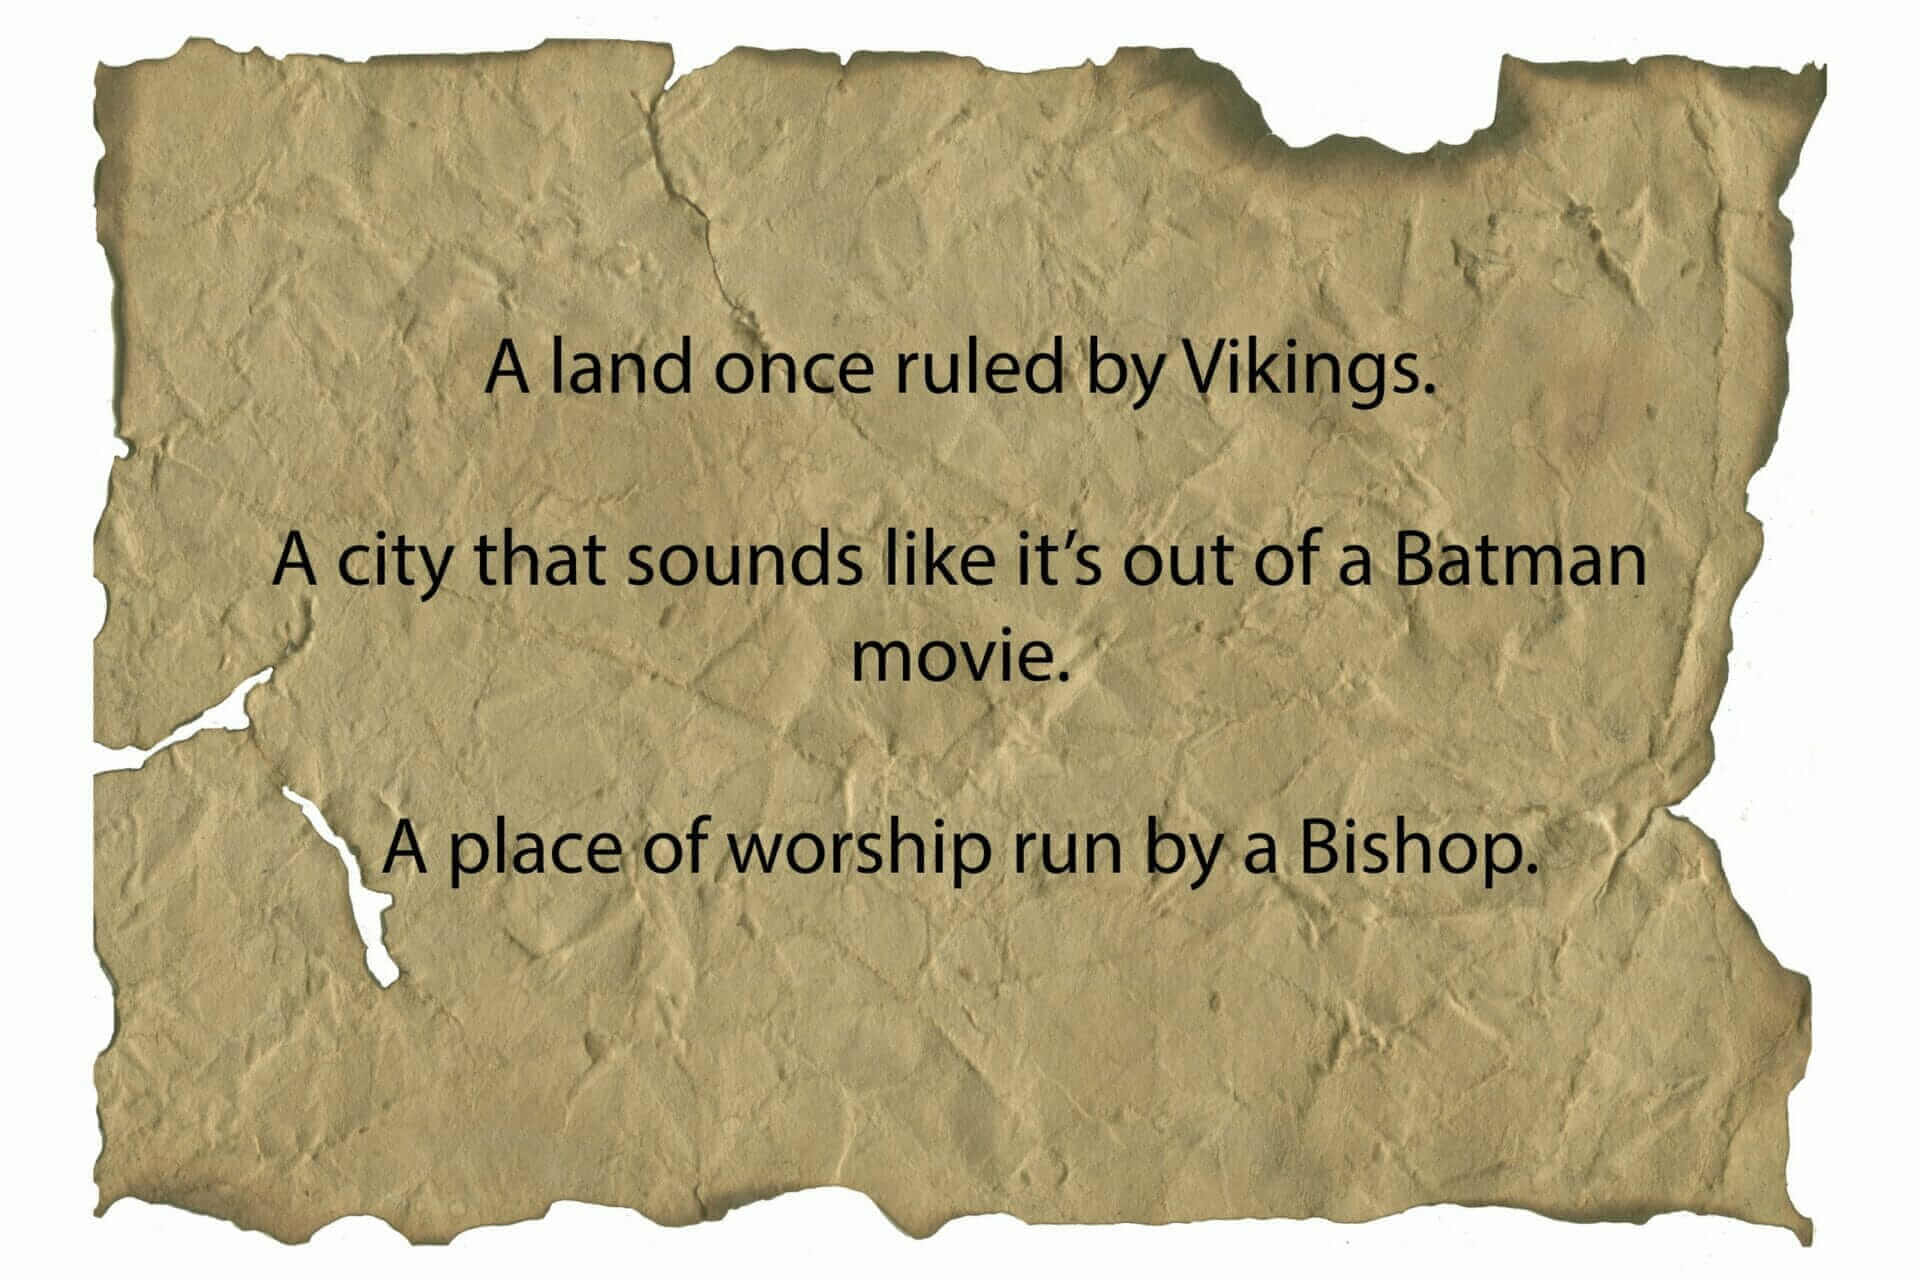 A land once ruled by Vikings.
A city that sounds like it’s out of a Batman
movie.
A place of worship run by a Bishop.